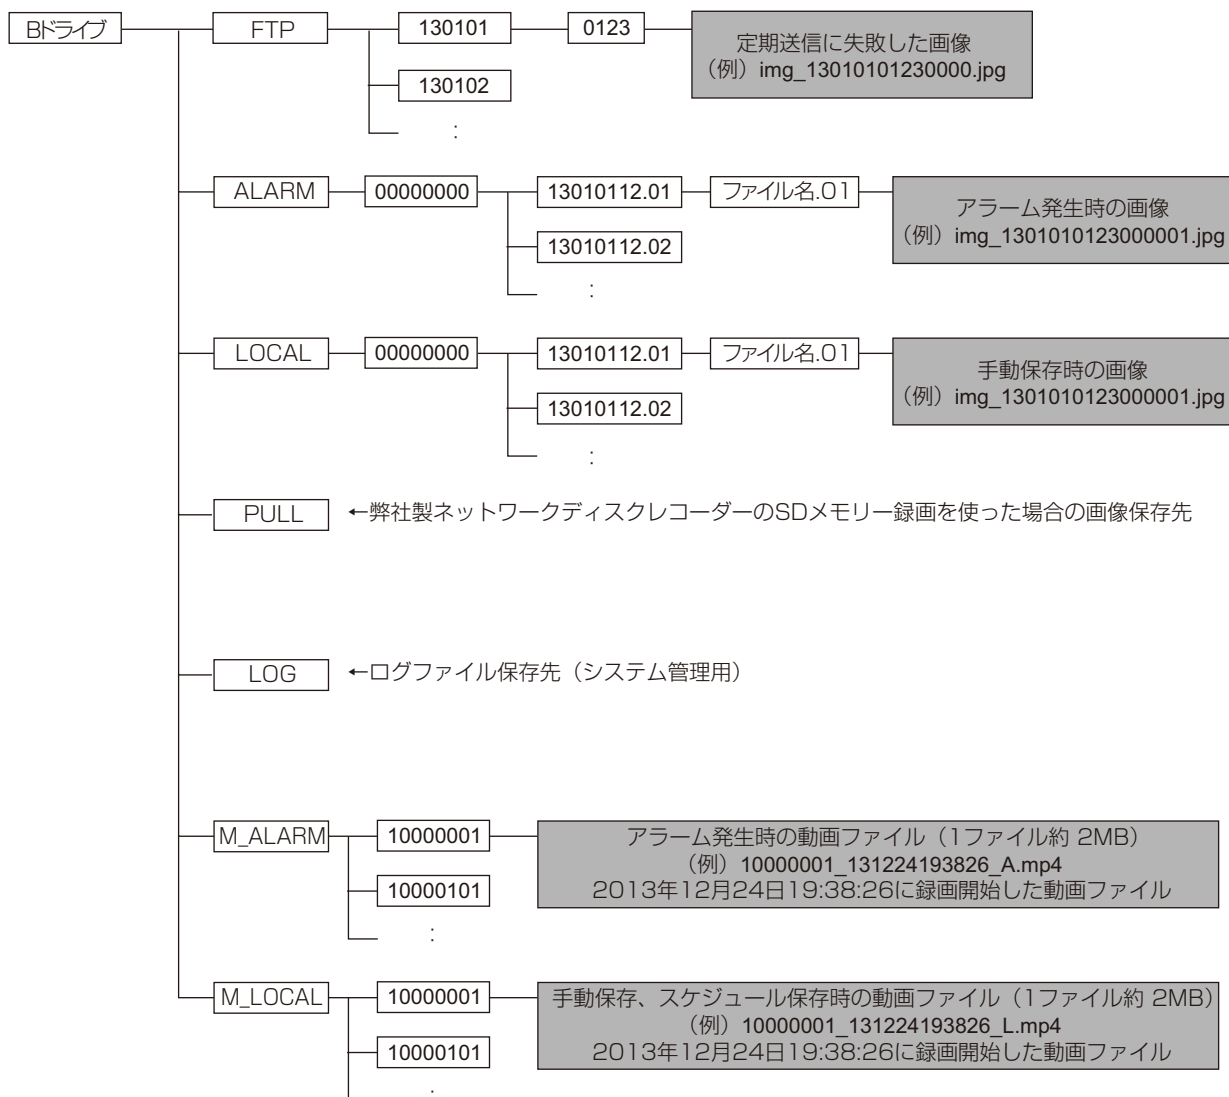 Bドライブ
FTP
130101
0123
定期送信に失敗した画像
（例）img_13010101230000.jpg
130102
:
ALARM
00000000
13010112.01
ファイル名.01
アラーム発生時の画像
（例）img_1301010123000001.jpg
13010112.02
:
LOCAL
00000000
13010112.01
ファイル名.01
手動保存時の画像
（例）img_1301010123000001.jpg
13010112.02
:
PULL
←弊社製ネットワークディスクレコーダーのSDメモリー録画を使った場合の画像保存先
LOG
←ログファイル保存先（システム管理用）
M_ALARM
10000001
アラーム発生時の動画ファイル（1ファイル約 2MB）
（例）10000001_131224193826_A.mp4
2013年12月24日19:38:26に録画開始した動画ファイル
10000101
:
M_LOCAL
10000001
手動保存、スケジュール保存時の動画ファイル（1ファイル約 2MB）
（例）10000001_131224193826_L.mp4
2013年12月24日19:38:26に録画開始した動画ファイル
10000101
: